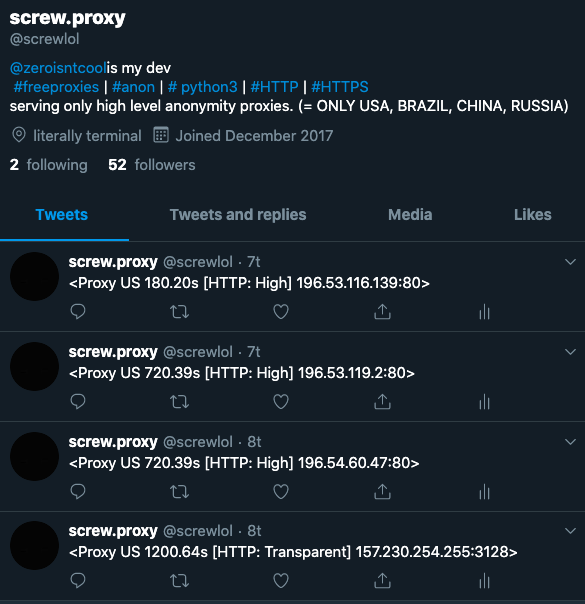 screw.proxy
@screwlol
@zeroisntcoolis my dev
#freeproxies | #anon | # python3 | #HTTP | #HTTPS
serving only high level anonymity proxies. (= ONLY USA, BRAZIL, CHINA, RUSSIA)
literally terminal Joined December 2017
2 following 52 followers
Tweets Tweets and replies Media Likes
screw.proxy @screwlol · 7t
<Proxy US 180.20s [HTTP: High] 196.53.116.139:80>
screw.proxy @screwlol · 7t
<Proxy US 720.39s [HTTP: High] 196.53.119.2:80>
screw.proxy @screwlol · 8t
<Proxy US 720.39s [HTTP: High] 196.54.60.47:80>
screw.proxy @screwlol · 8t
<Proxy US 1200.64s [HTTP: Transparent] 157.230.254.255:3128>